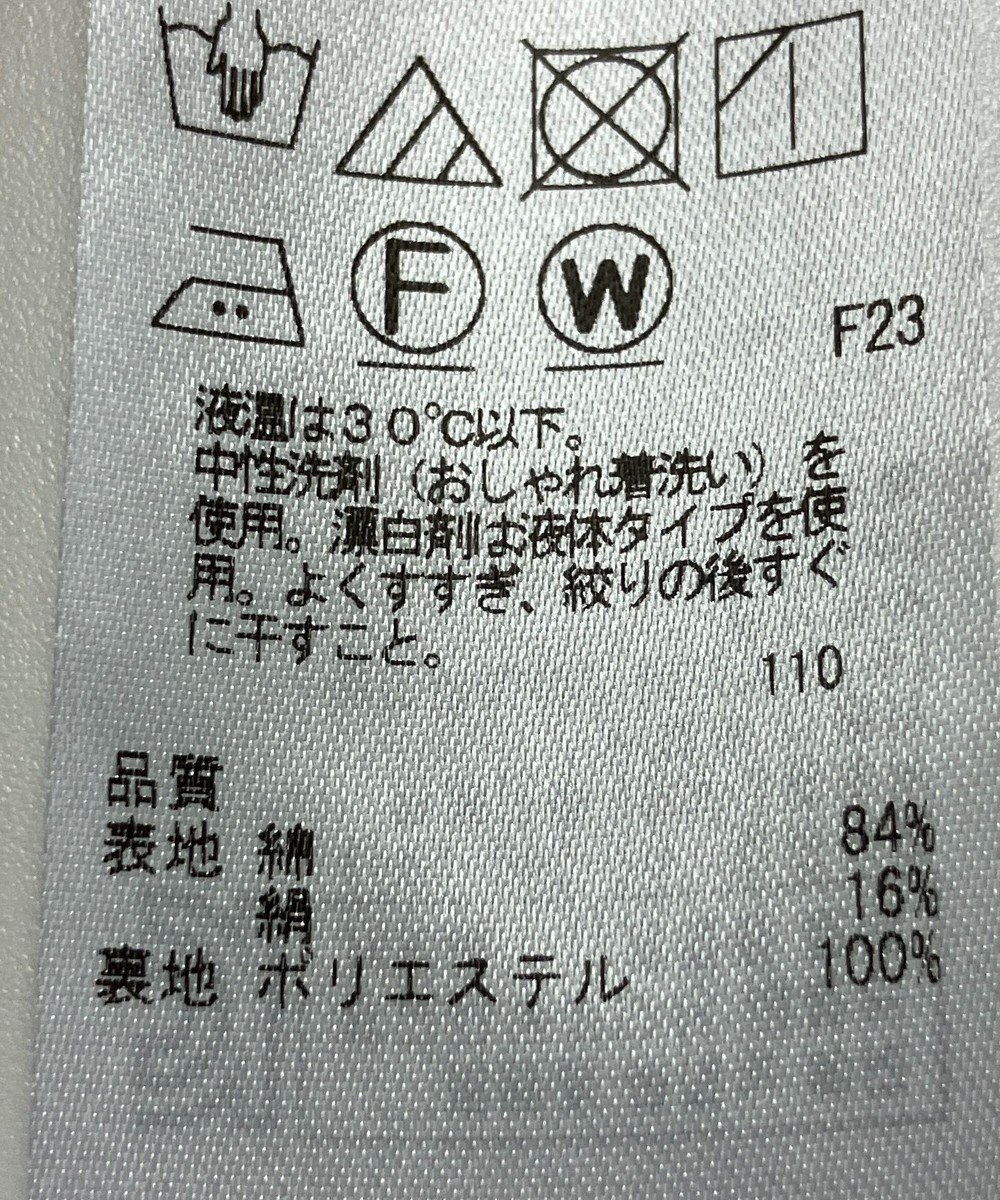 F W F23
液温は30℃以下。
中性洗剤（おしゃれ着洗い）を
使用。漂白剤は液体タイプを使
用。よくすすぎ、絞りの後すぐ
に干すこと。
110
品質
表地 綿 84%
絹 16%
裏地 ポリエステル 100%